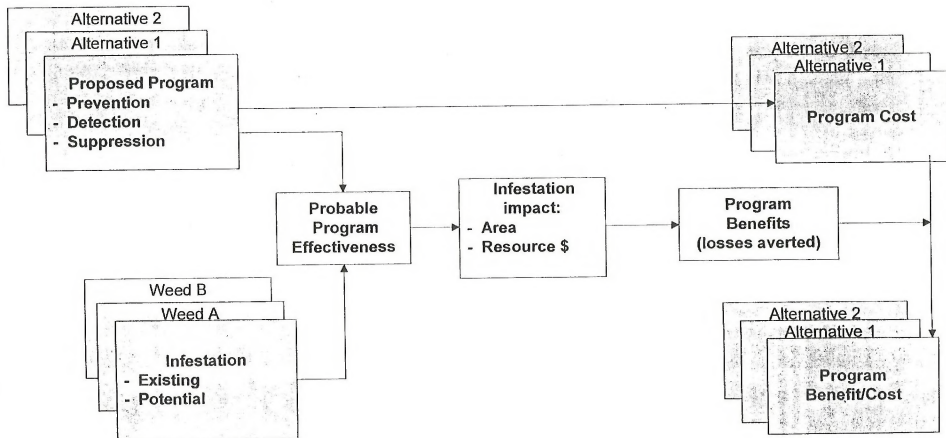 Alternative 2
Alternative 1
Proposed Program
- Prevention
- Detection
- Suppression
Alternative 2
Alternative 1
Program Cost
Probable
Program
Effectiveness
Infestation
impact:
- Area
- Resource $
Program
Benefits
(losses averted)
Weed B
Weed A
Infestation
- Existing
- Potential
Alternative 2
Alternative 1
Program
Benefit/Cost